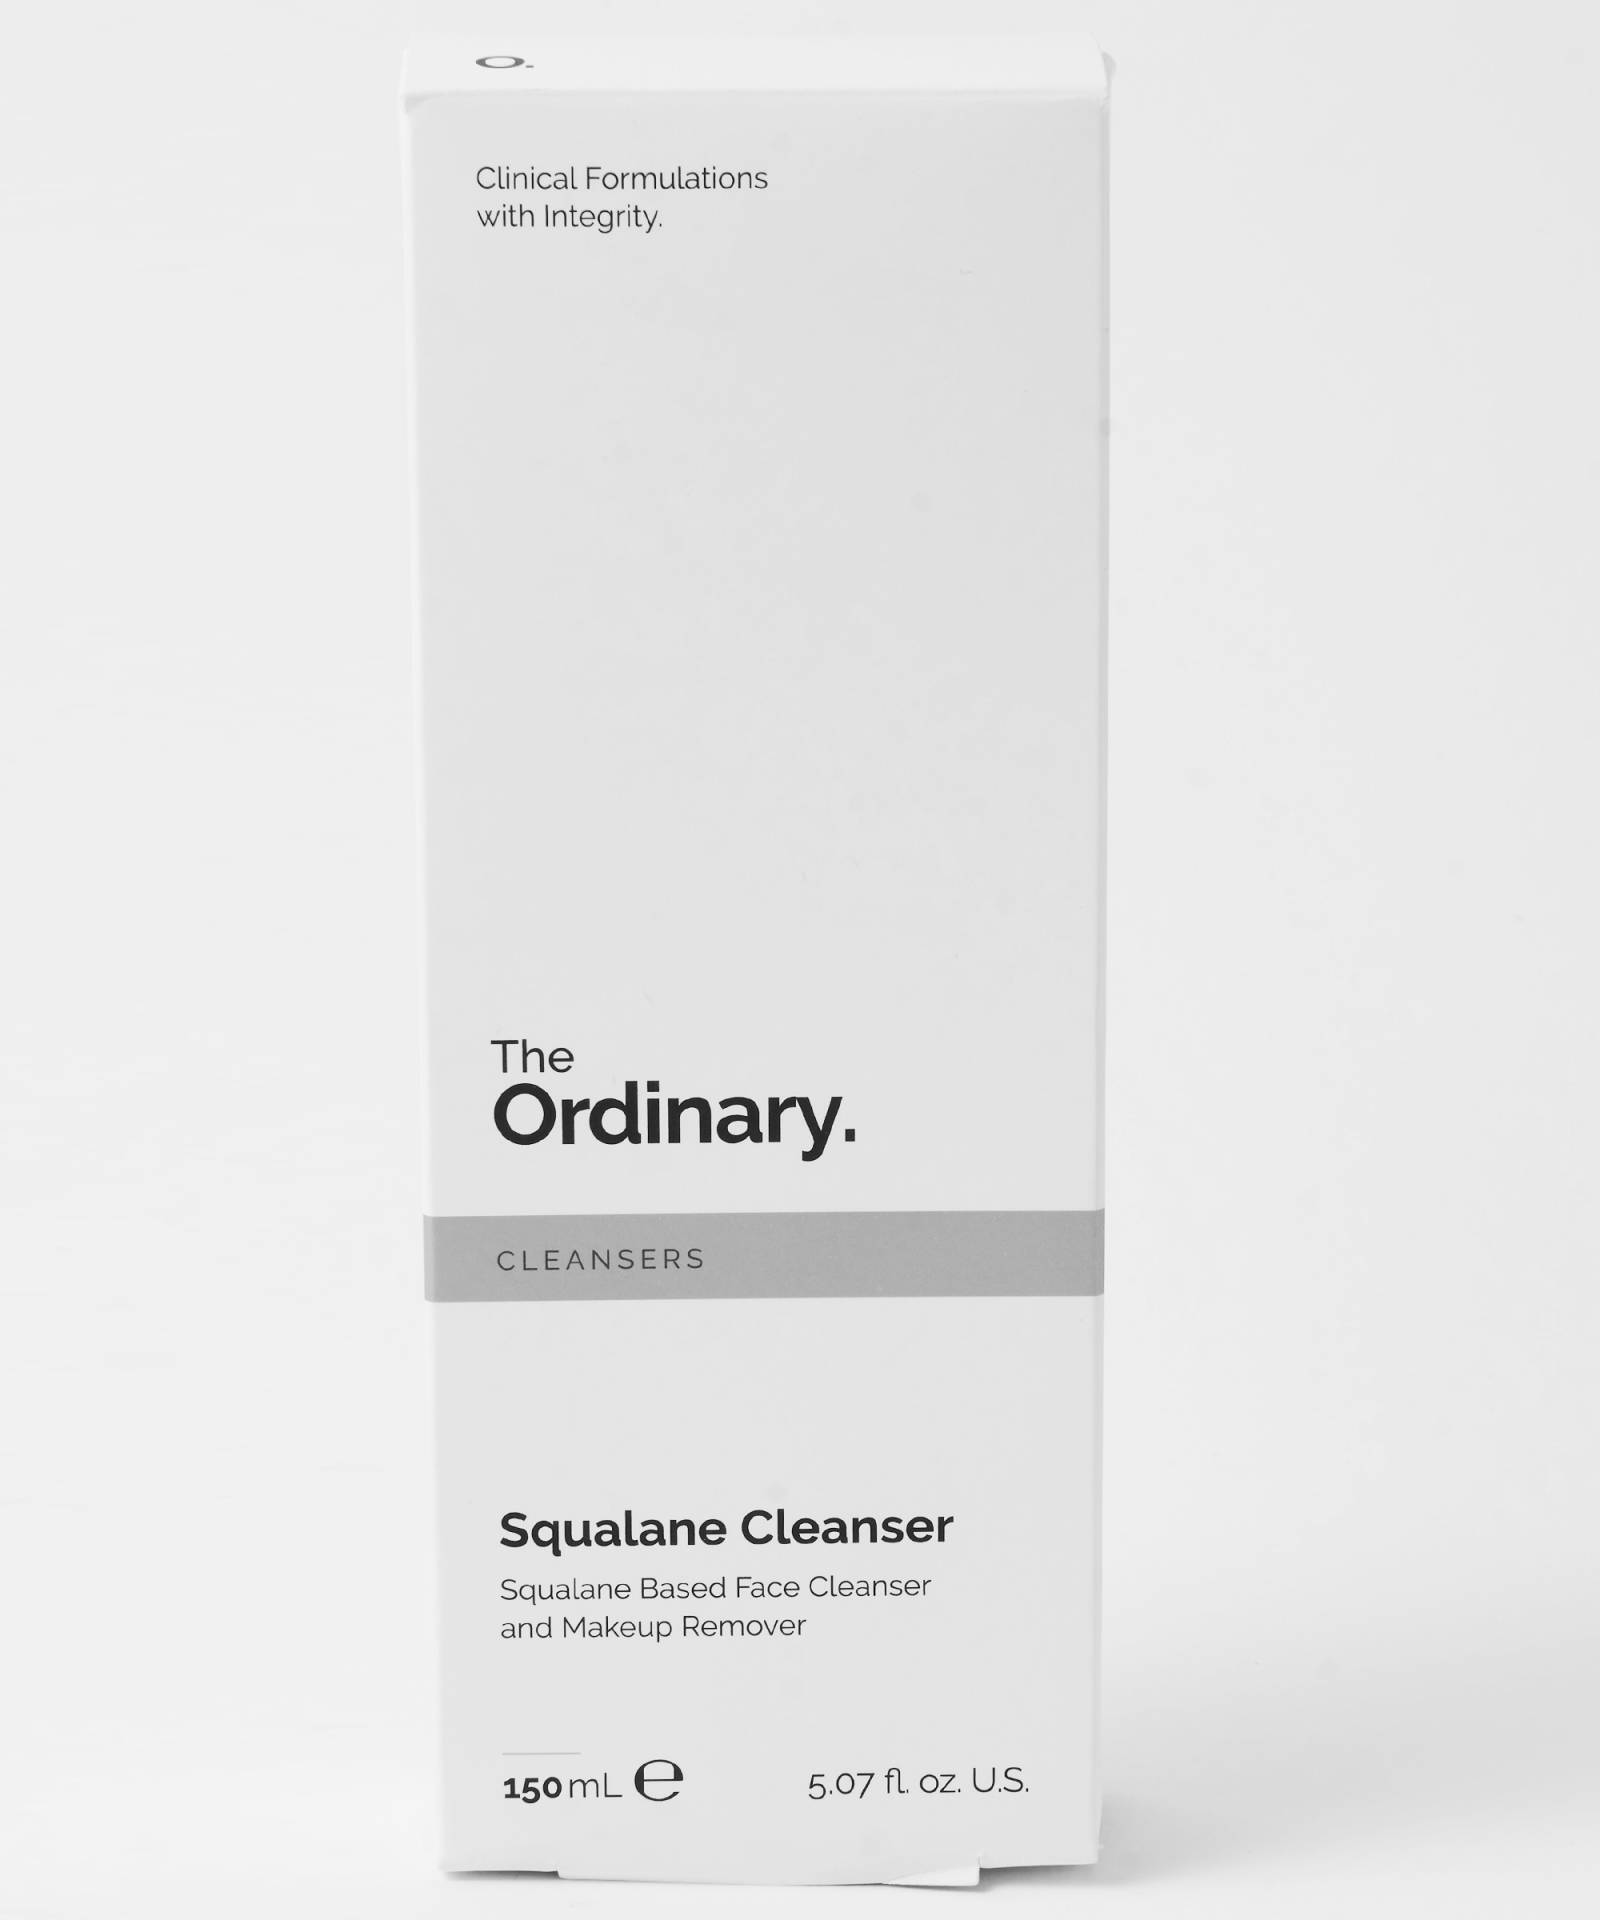 O.
Clinical Formulations
with Integrity.
The
Ordinary.
CLEANSERS
Squalane Cleanser
Squalane Based Face Cleanser
and Makeup Remover
150 mL ℮ 5.07 fl. oz. U.S.